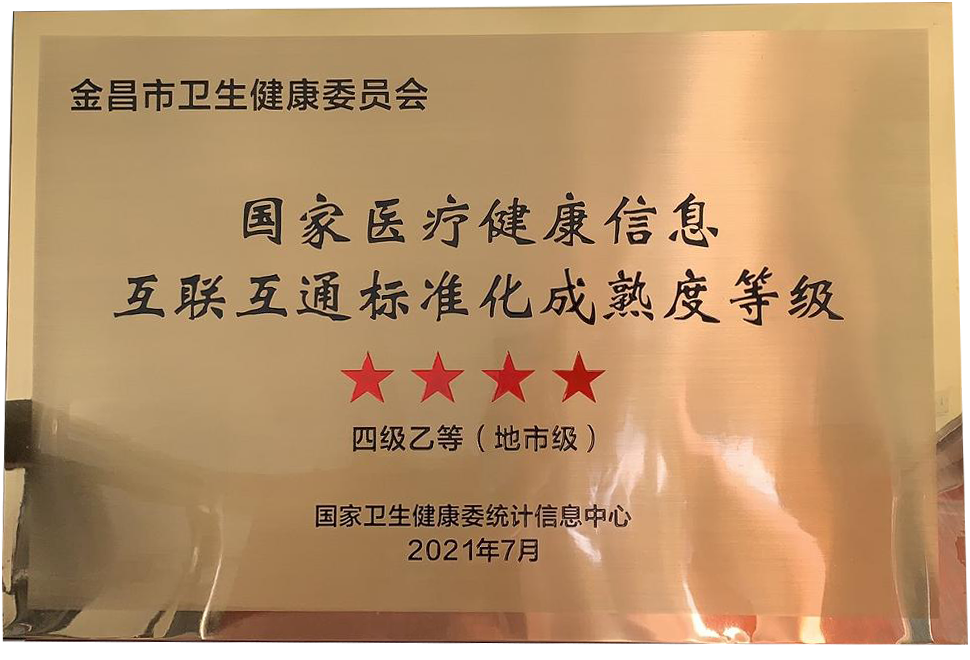 金昌市卫生健康委员会
国家医疗健康信息
互联互通标准化成熟度等级
四级乙等（地市级）
国家卫生健康委统计信息中心
2021年7月